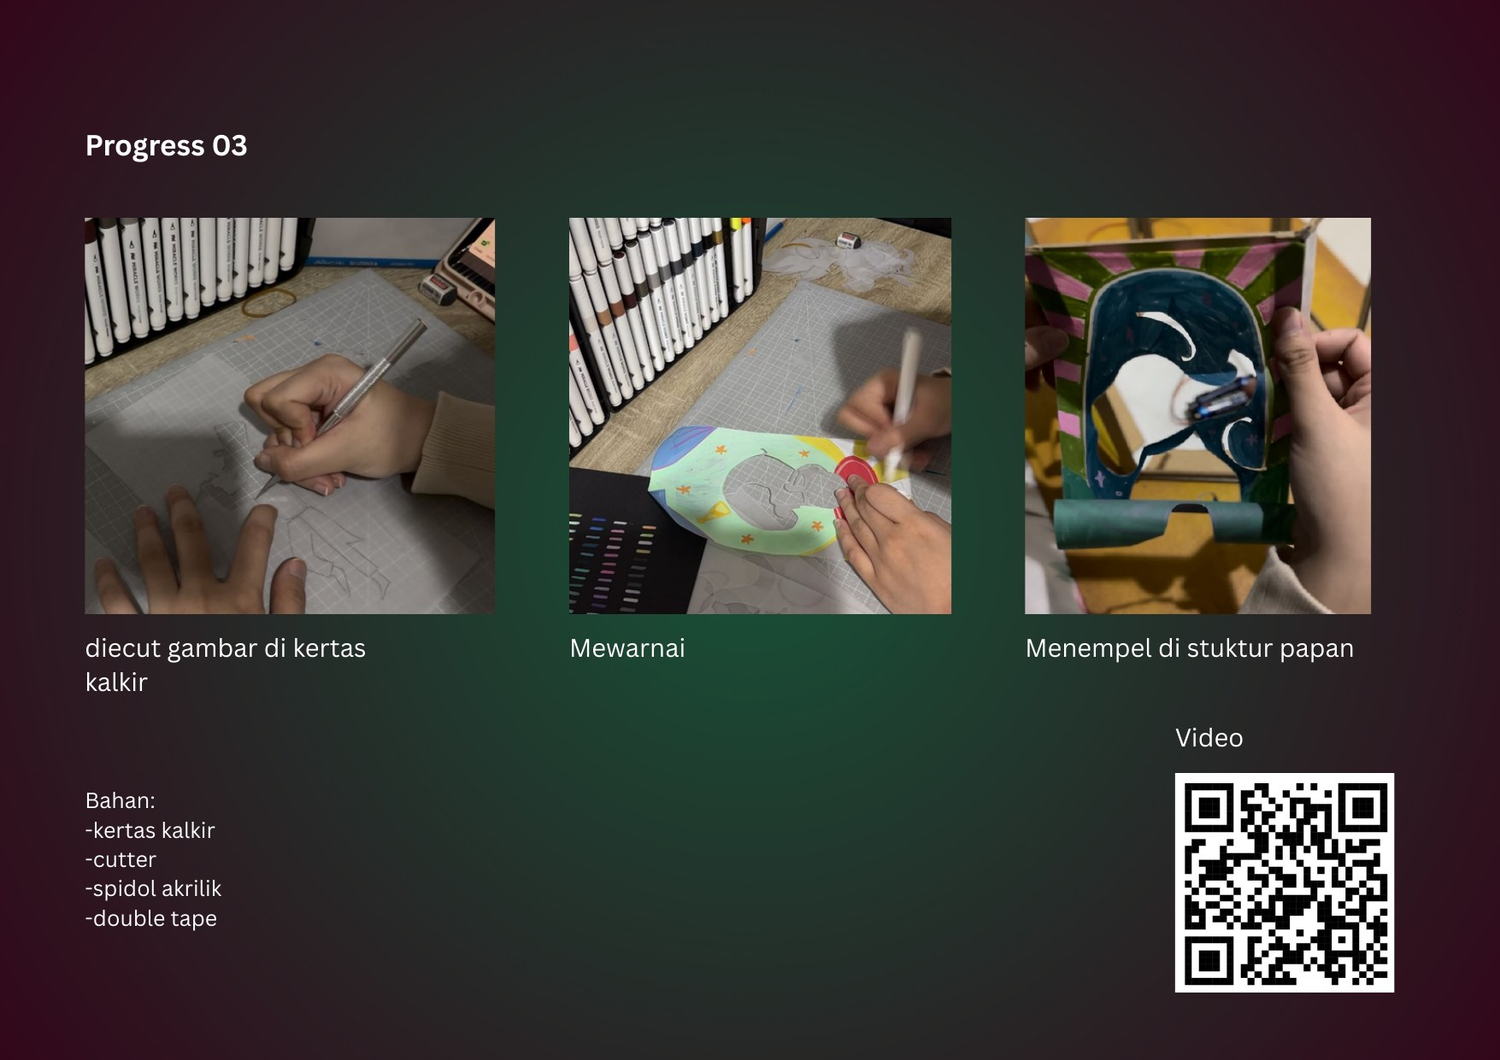 Progress 03
diecut gambar di kertas
kalkir
Mewarnai
Menempel di stuktur papan
Video
Bahan:
-kertas kalkir
-cutter
-spidol akrilik
-double tape